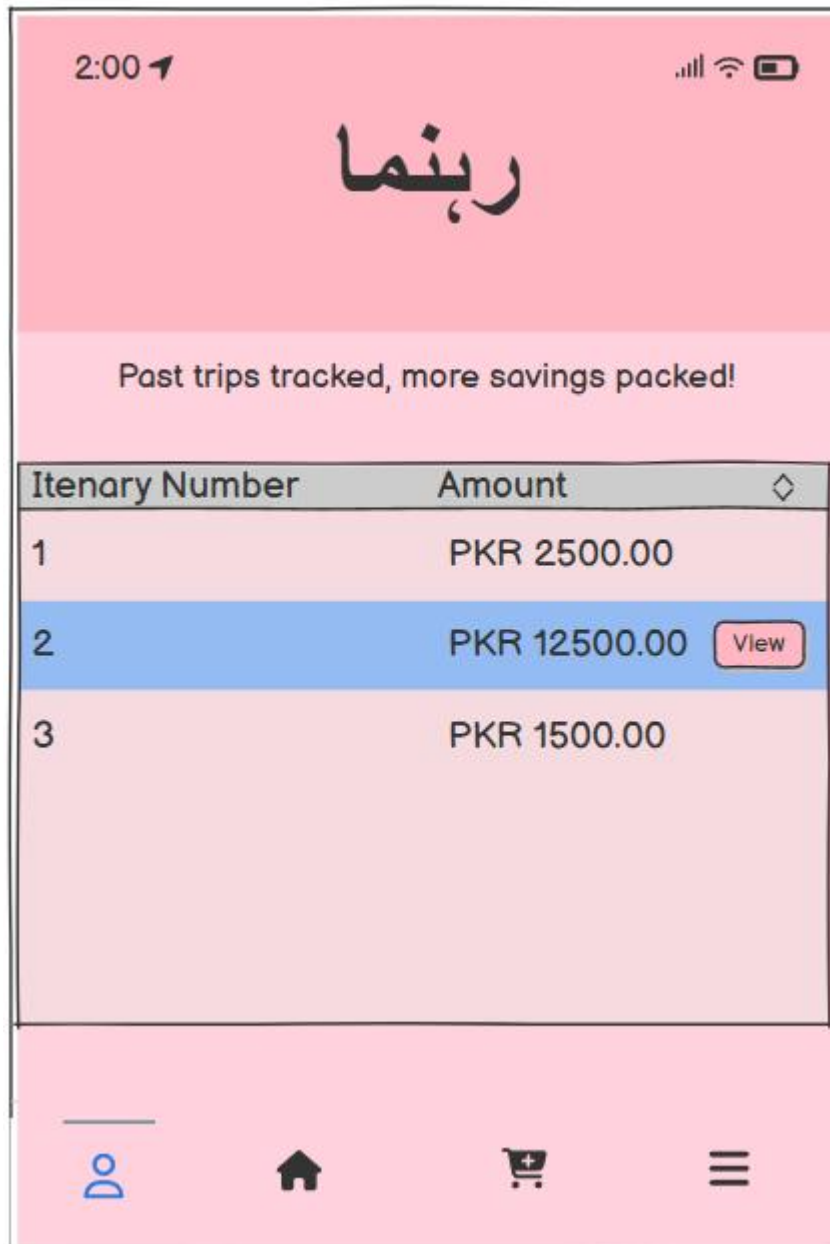 2:00
رہنما
Past trips tracked, more savings packed!
Itenary Number Amount
1 PKR 2500.00
2 PKR 12500.00 View
3 PKR 1500.00